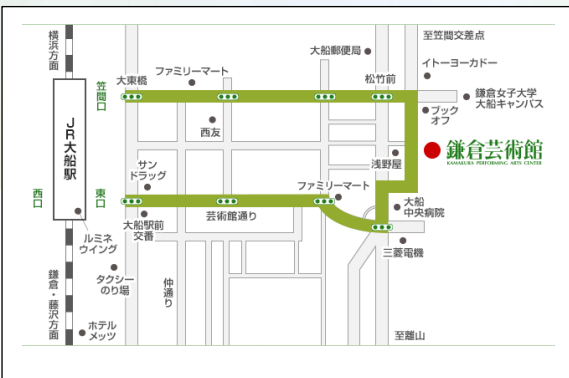 横浜方面
笠間口
JR大船駅
西口
東口
鎌倉・藤沢方面
大東橋
ファミリーマート
西友
サン
ドラッグ
大船駅前
交番
ルミネ
ウイング
タクシー
のり場
ホテル
メッツ
仲通り
芸術館通り
大船郵便局
松竹前
ファミリーマート
浅野屋
至笠間交差点
イトーヨーカドー
鎌倉女子大学
大船キャンパス
ブック
オフ
鎌倉芸術館
KAMAKURA PERFORMING ARTS CENTER
大船
中央病院
三菱電機
至離山